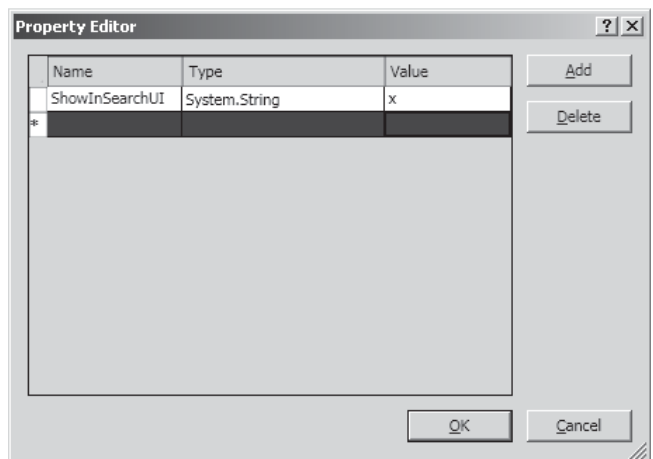 Property Editor ? X
Name Type Value
ShowInSearchUI System.String x
*
Add
Delete
OK Cancel